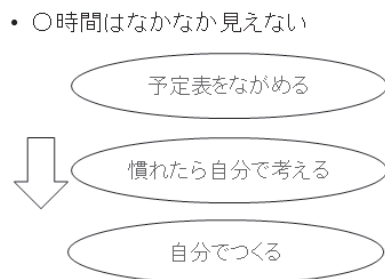 • 〇時間はなかなか見えない
予定表をながめる
慣れたら自分で考える
自分でつくる